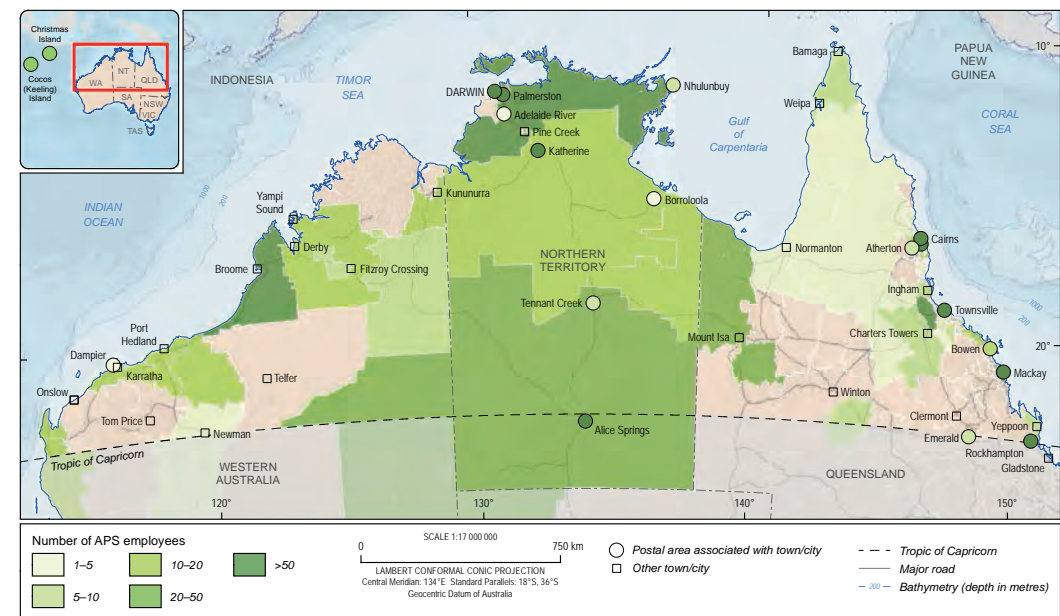 Christmas
Island
Cocos
(Keeling)
Island
WA
NT
QLD
SA
NSW
VIC
TAS
INDONESIA
TIMOR
SEA
PAPUA
NEW
GUINEA
CORAL
SEA
INDIAN
OCEAN
Gulf
of
Carpentaria
10°
20°
140°
1000
200
1000
200
DARWIN
Palmerston
Adelaide River
Pine Creek
Katherine
Nhulunbuy
Borroloola
Bamaga
Weipa
Kununurra
Yampi
Sound
Derby
Broome
Fitzroy Crossing
NORTHERN
TERRITORY
Normanton
Atherton
Cairns
Ingham
Townsville
Tennant Creek
Mount Isa
Charters Towers
Bowen
Mackay
Port
Hedland
Dampier
Karratha
Onslow
Telfer
Tom Price
Newman
Winton
Clermont
Yeppoon
Emerald
Rockhampton
Gladstone
Alice Springs
Tropic of Capricorn
WESTERN
AUSTRALIA
QUEENSLAND
120°
130°
140°
150°
Number of APS employees
1–5
10–20
>50
5–10
20–50
SCALE 1:17 000 000
0
750 km
LAMBERT CONFORMAL CONIC PROJECTION
Central Meridian: 134°E Standard Parallels: 18°S, 36°S
Geocentric Datum of Australia
Postal area associated with town/city
Other town/city
Tropic of Capricorn
Major road
200
Bathymetry (depth in metres)